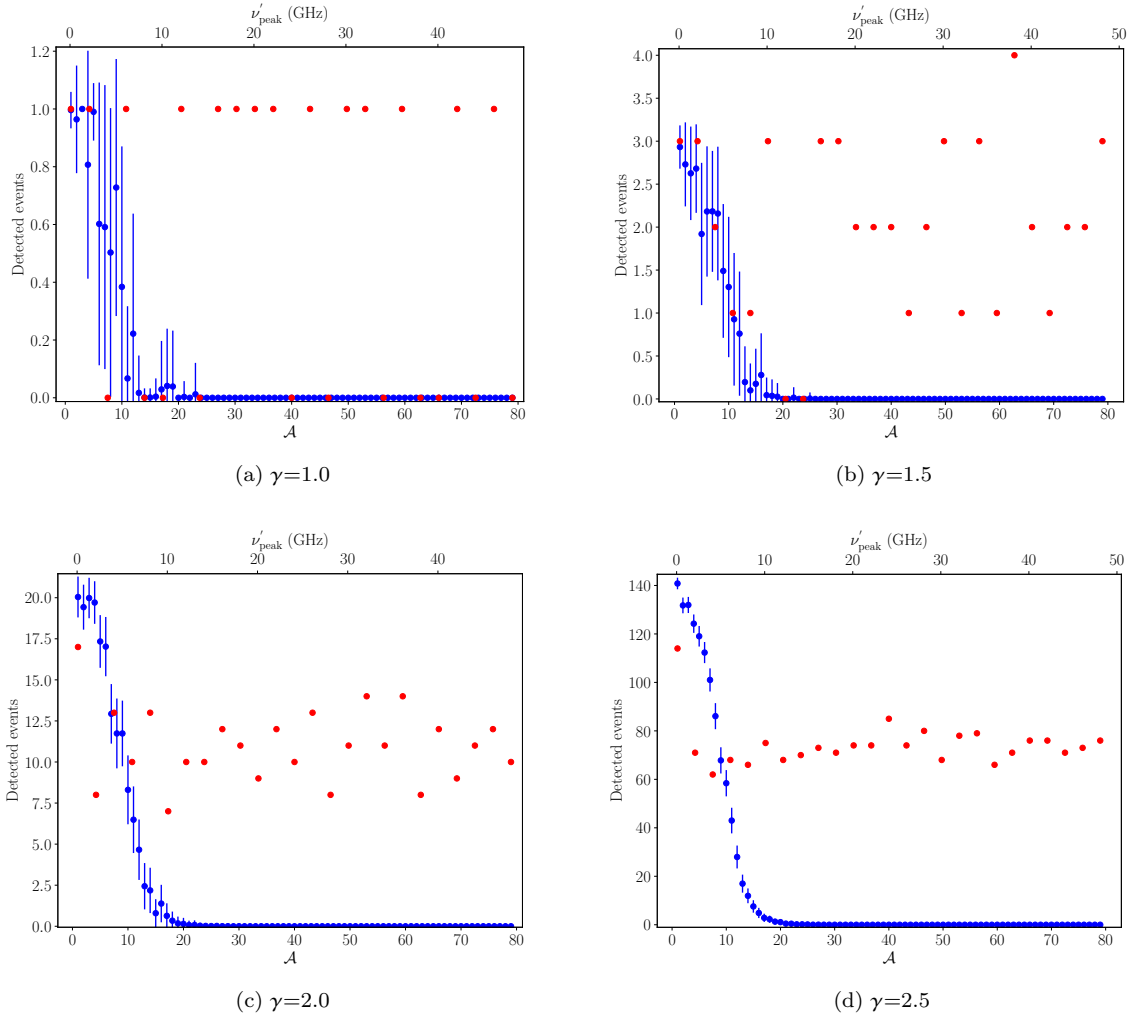 ν′peak (GHz)
0 10 20 30 40
1.2
1.0
0.8
0.6
0.4
0.2
0.0
Detected events
0 10 20 30 40 50 60 70 80
𝒜
(a) γ=1.0
ν′peak (GHz)
0 10 20 30 40 50
4.0
3.5
3.0
2.5
2.0
1.5
1.0
0.5
0.0
Detected events
0 10 20 30 40 50 60 70 80
𝒜
(b) γ=1.5
ν′peak (GHz)
0 10 20 30 40
20.0
17.5
15.0
12.5
10.0
7.5
5.0
2.5
0.0
Detected events
0 10 20 30 40 50 60 70 80
𝒜
(c) γ=2.0
ν′peak (GHz)
0 10 20 30 40 50
140
120
100
80
60
40
20
0
Detected events
0 10 20 30 40 50 60 70 80
𝒜
(d) γ=2.5